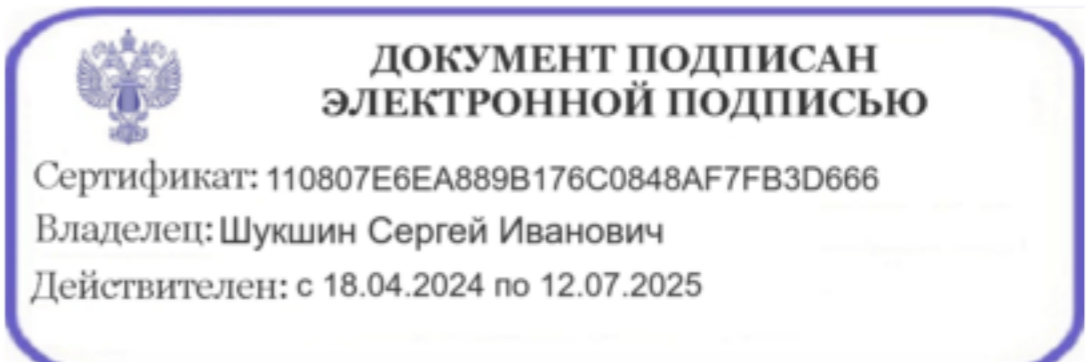 ДОКУМЕНТ ПОДПИСАН
ЭЛЕКТРОННОЙ ПОДПИСЬЮ
Сертификат: 110807E6EA889B176C0848AF7FB3D666
Владелец: Шукшин Сергей Иванович
Действителен: с 18.04.2024 по 12.07.2025